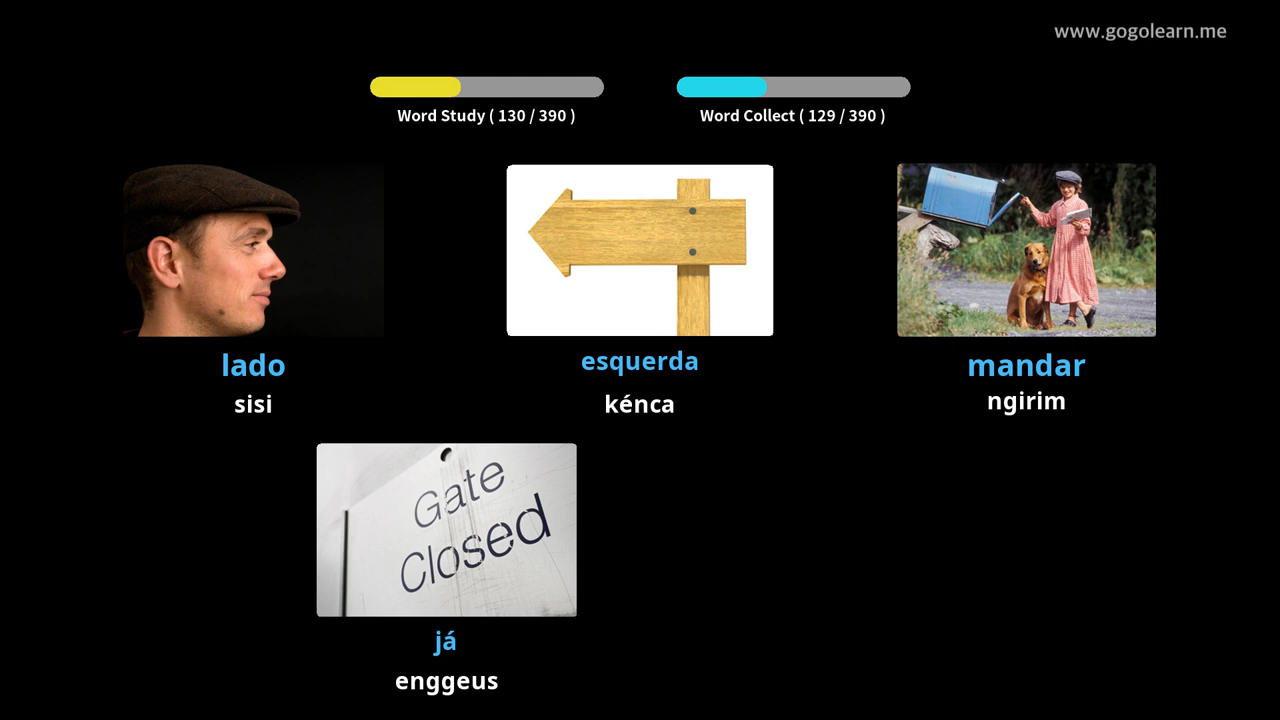 www.gogolearn.me
Word Study ( 130 / 390 )
Word Collect ( 129 / 390 )
lado
esquerda
mandar
sisi
kénca
ngirim
Gate
Closed
já
enggeus